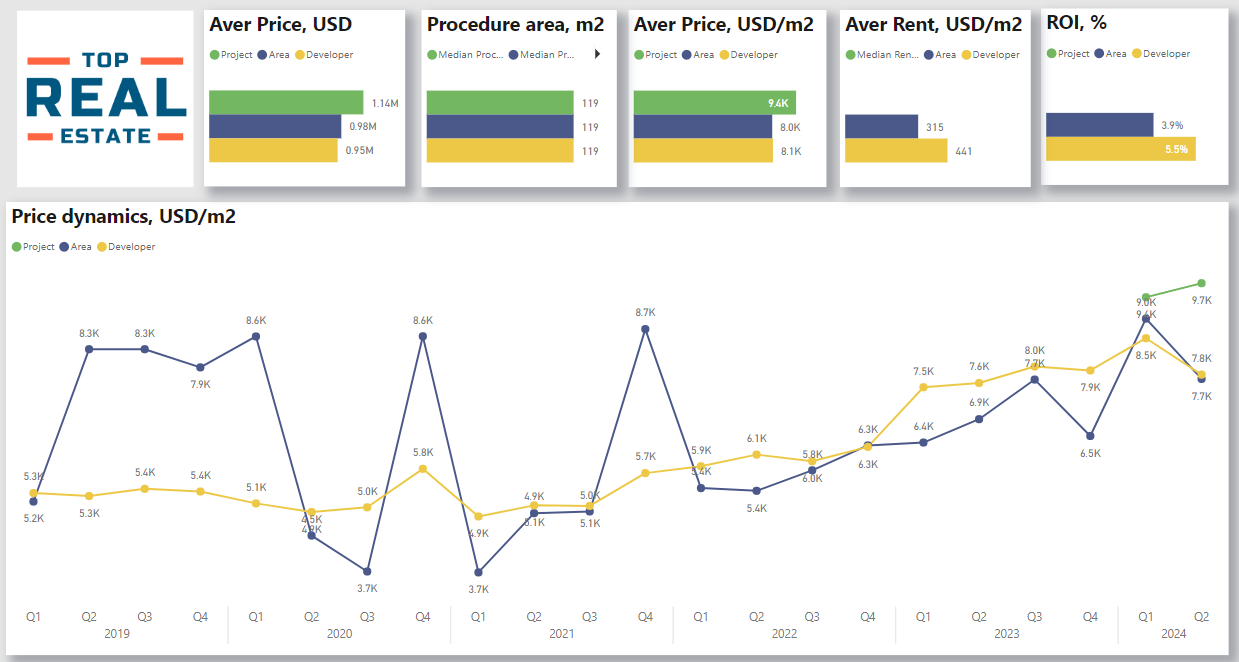 TOP
REAL
ESTATE
Aver Price, USD
Project Area Developer
1.14M
0.98M
0.95M
Procedure area, m2
Median Proc... Median Pr...
119
119
119
Aver Price, USD/m2
Project Area Developer
9.4K
8.0K
8.1K
Aver Rent, USD/m2
Median Ren... Area Developer
315
441
ROI, %
Project Area Developer
3.9%
5.5%
Price dynamics, USD/m2
Project Area Developer
5.3K 8.3K 8.3K 7.9K 8.6K 8.6K 8.7K 9.0K 9.7K
5.2K 5.3K 5.4K 5.4K 5.1K 4.5K 5.0K 5.8K 4.9K 4.9K 5.0K 5.7K 5.9K 6.1K 5.8K 6.3K 7.5K 7.6K 8.0K 7.9K 8.5K 7.8K
3.7K 3.7K 5.1K 5.1K 5.4K 5.4K 6.0K 6.3K 6.4K 6.9K 7.7K 6.5K 9.4K 7.7K
Q1 Q2 Q3 Q4 Q1 Q2 Q3 Q4 Q1 Q2 Q3 Q4 Q1 Q2 Q3 Q4 Q1 Q2 Q3 Q4 Q1 Q2
2019 2020 2021 2022 2023 2024